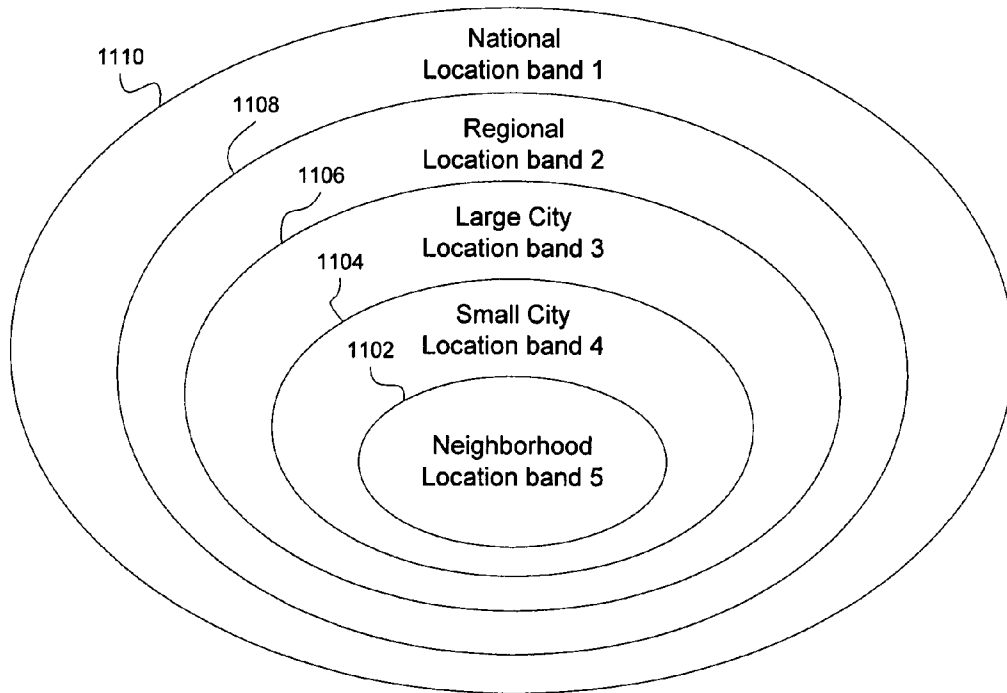 National
Location band 1
1110
1108
Regional
Location band 2
1106
Large City
Location band 3
1104
Small City
Location band 4
1102
Neighborhood
Location band 5